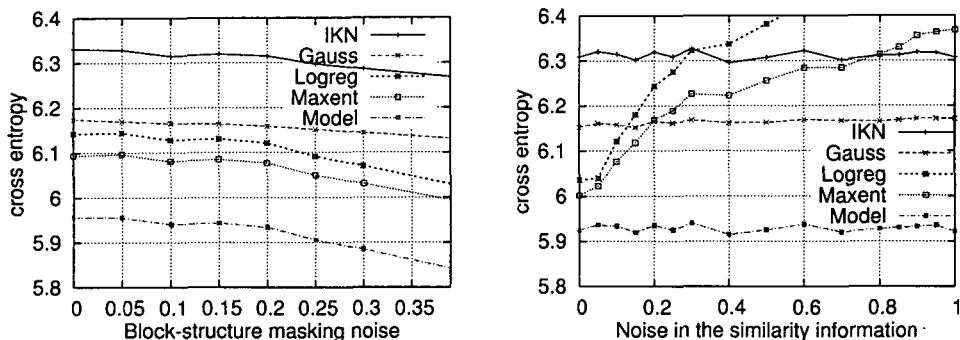 6.4
6.3
6.2
6.1
6
5.9
5.8
cross entropy
IKN
Gauss
Logreg
Maxent
Model
0 0.05 0.1 0.15 0.2 0.25 0.3 0.35
Block-structure masking noise
6.4
6.3
6.2
6.1
6
5.9
5.8
cross entropy
IKN
Gauss
Logreg
Maxent
Model
0 0.2 0.4 0.6 0.8 1
Noise in the similarity information